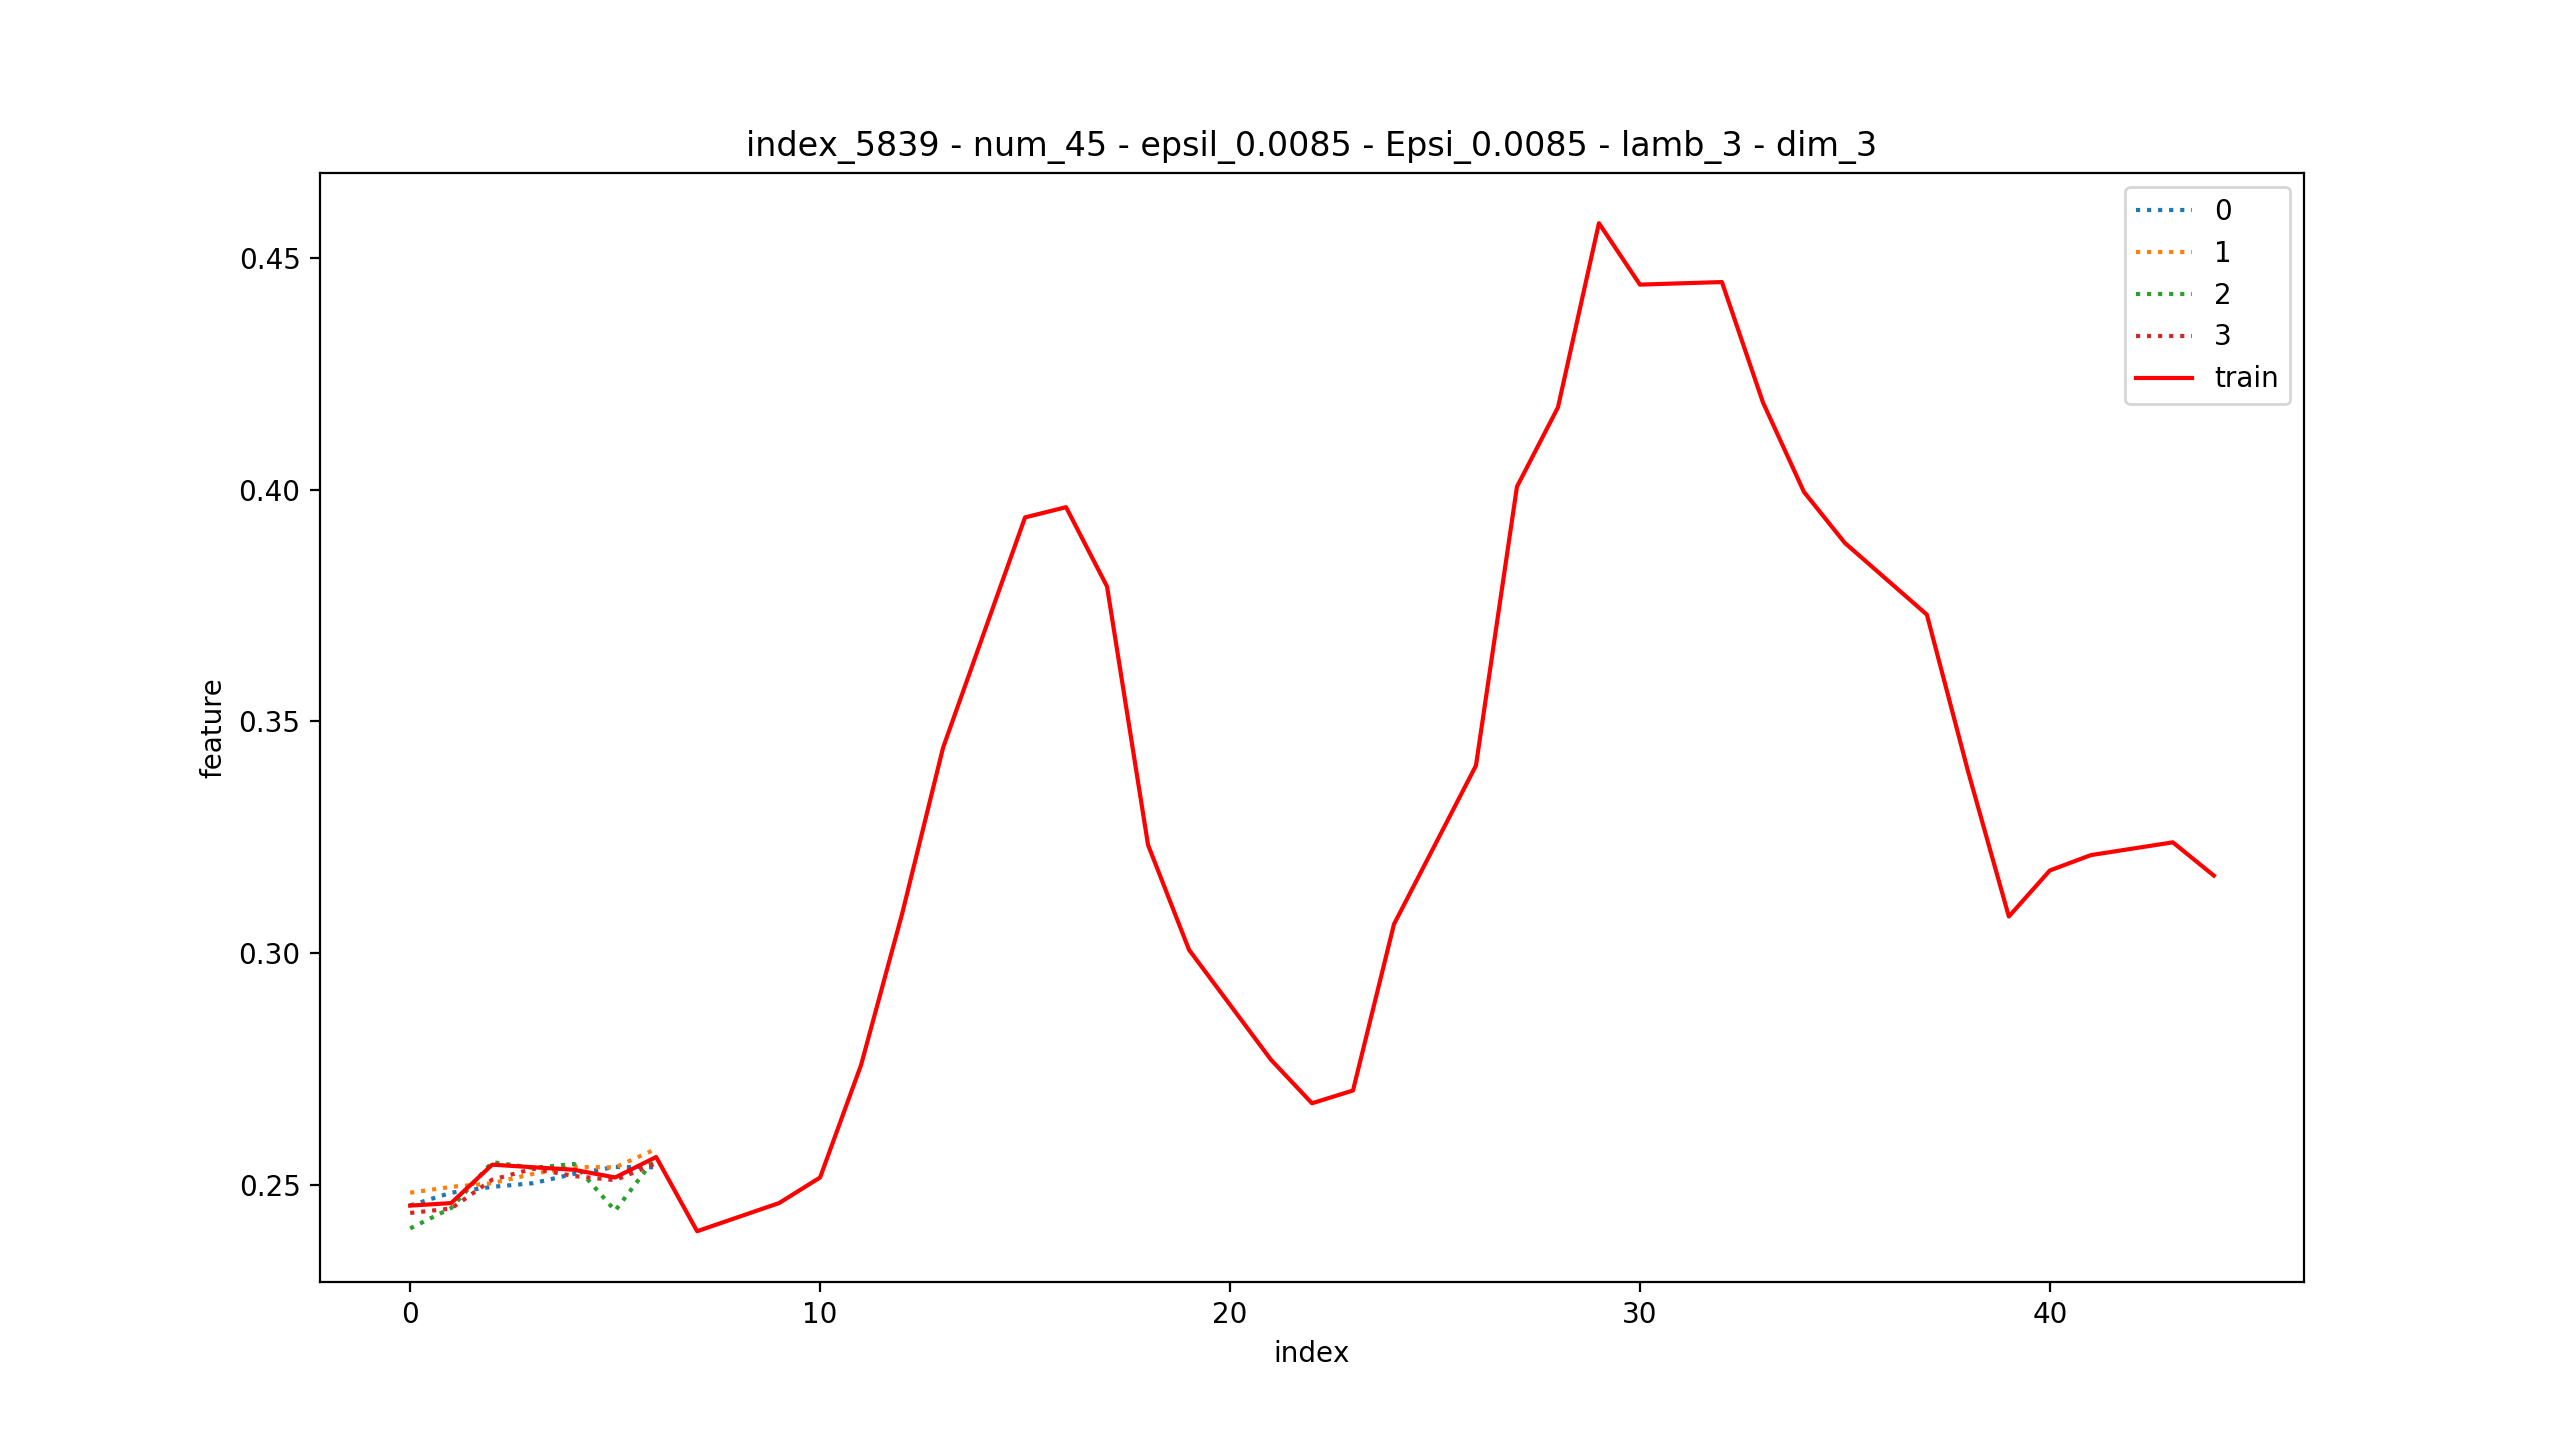 index_5839 - num_45 - epsil_0.0085 - Epsi_0.0085 - lamb_3 - dim_3
0
1
2
3
train
0.45
0.40
0.35
0.30
0.25
feature
0 10 20 30 40
index